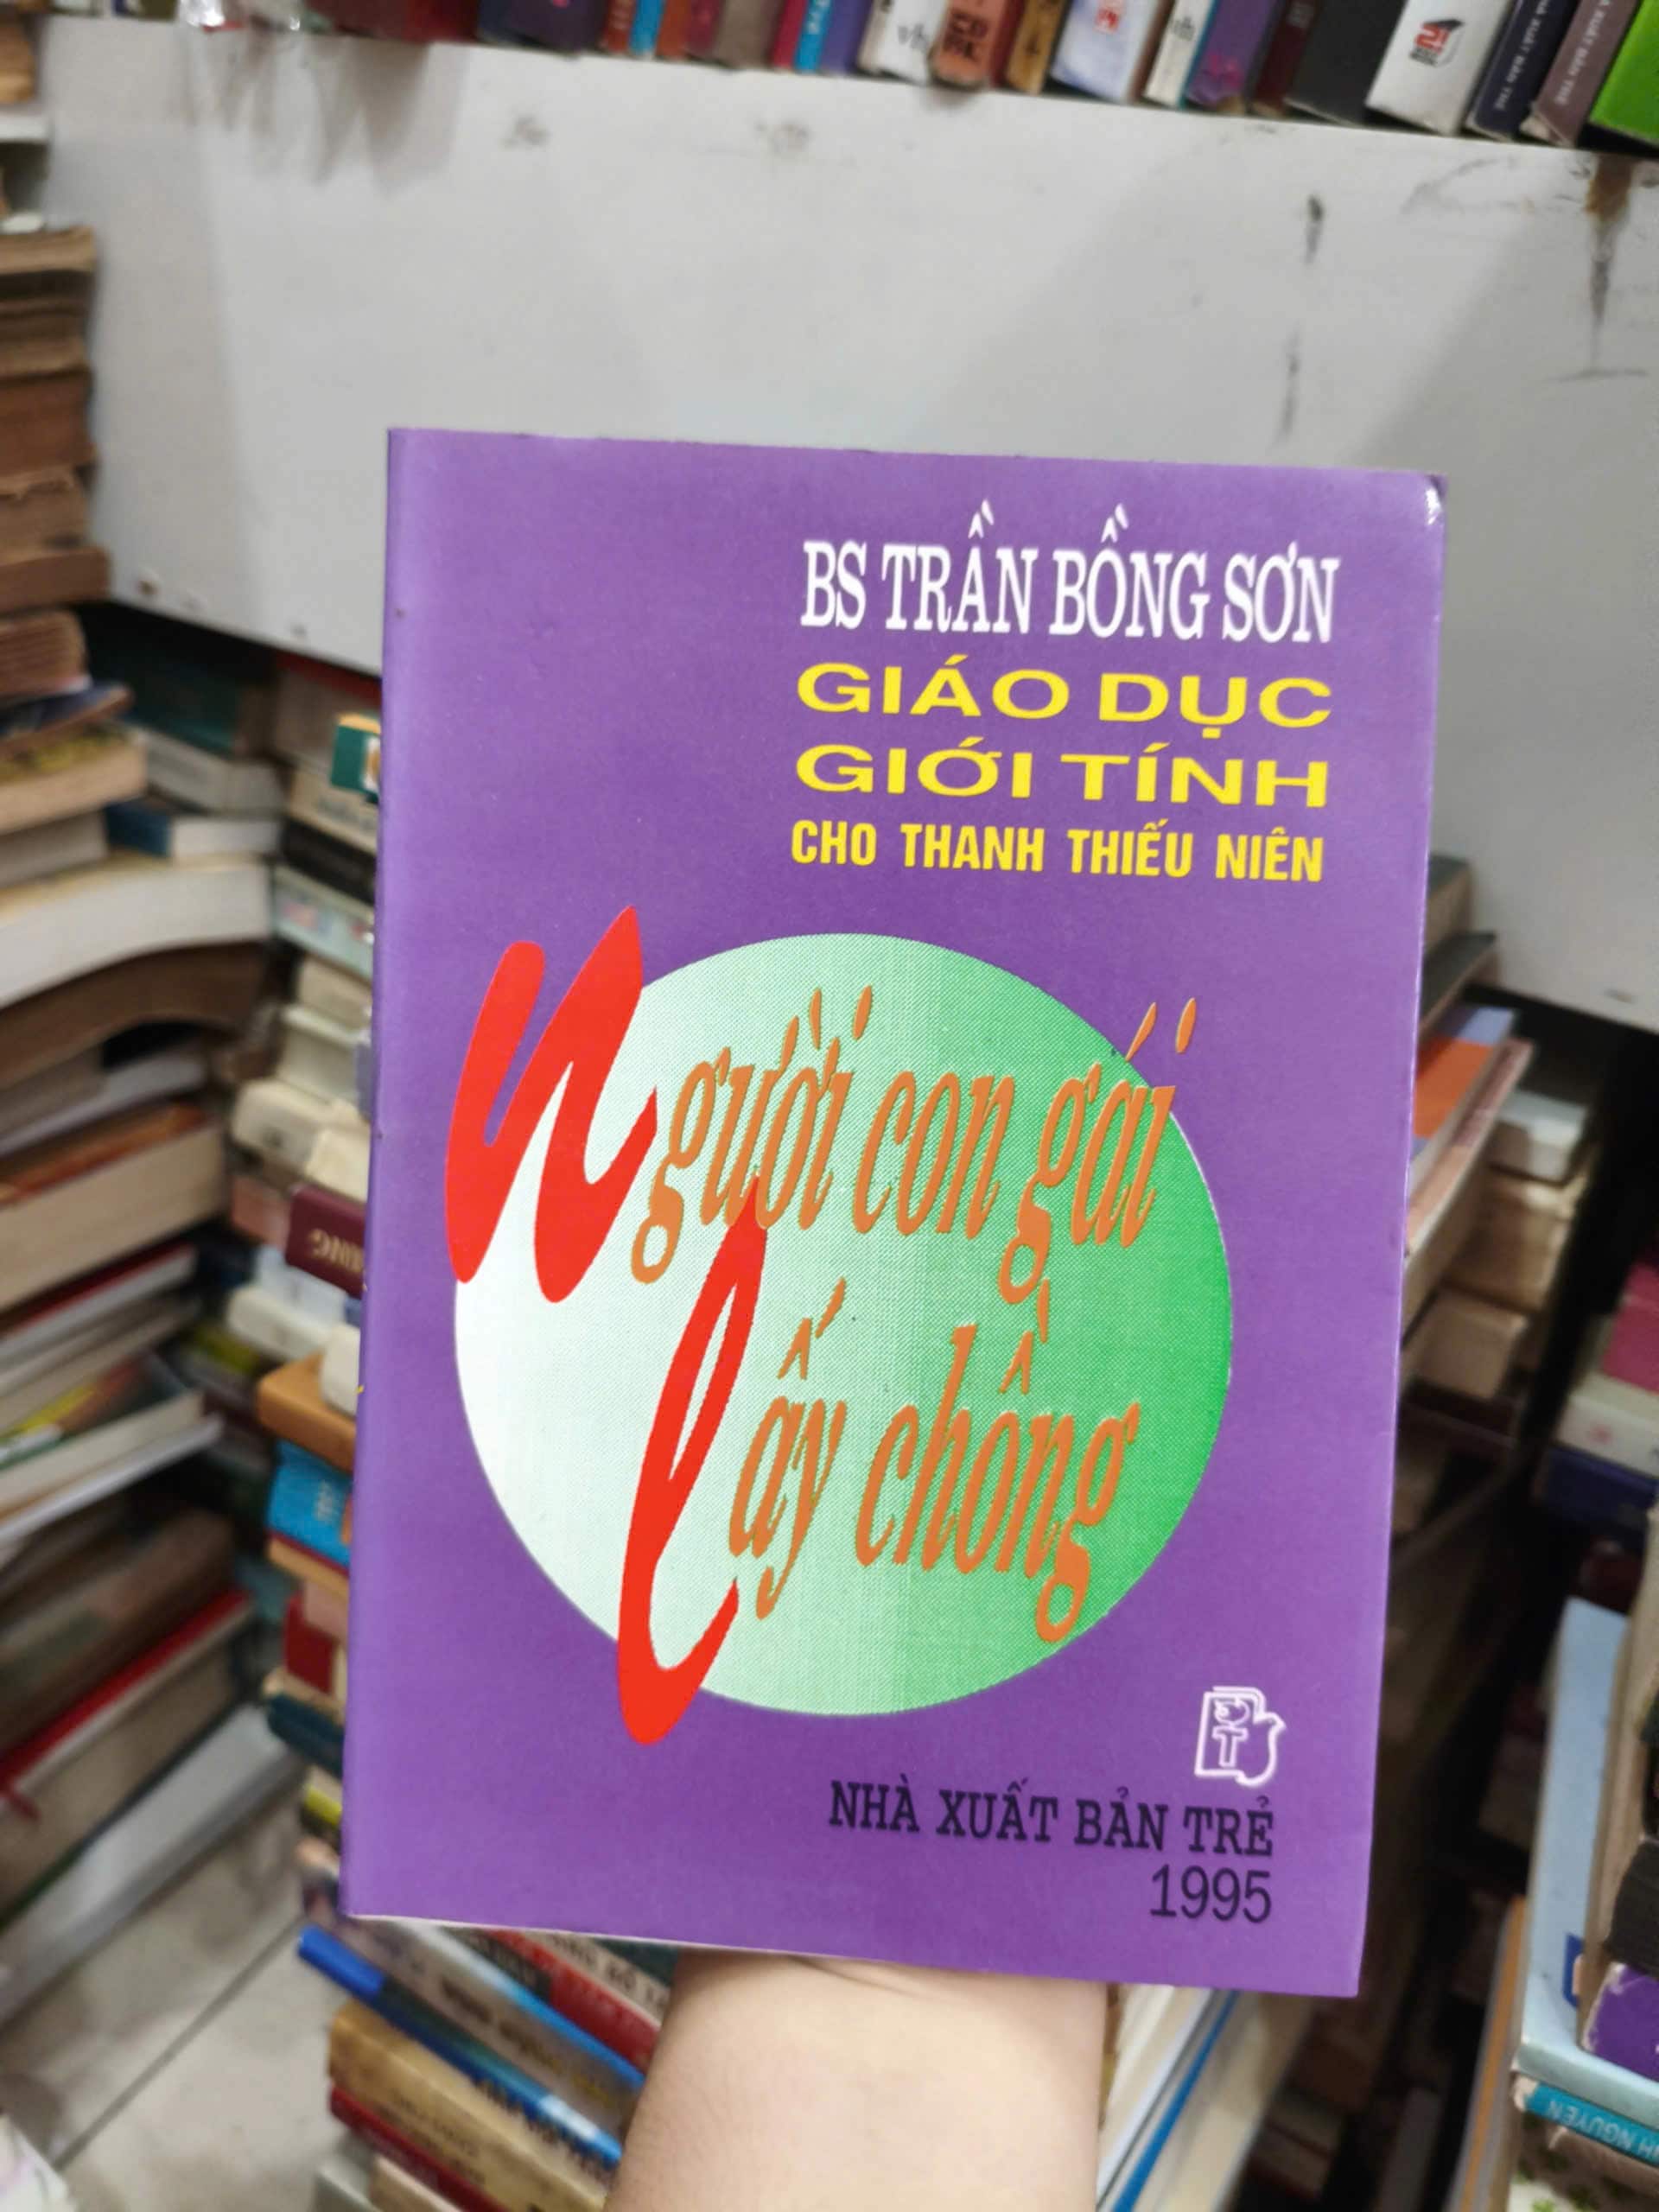 BS TRẦN BỒNG SƠN
GIÁO DỤC
GIỚI TÍNH
CHO THANH THIẾU NIÊN
Người con gái
lấy chồng
NHÀ XUẤT BẢN TRẺ
1995